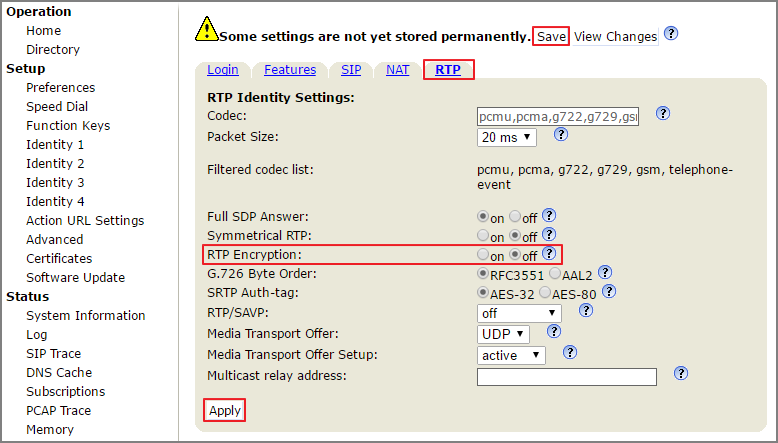 Operation
Home
Directory
Setup
Preferences
Speed Dial
Function Keys
Identity 1
Identity 2
Identity 3
Identity 4
Action URL Settings
Advanced
Certificates
Software Update
Status
System Information
Log
SIP Trace
DNS Cache
Subscriptions
PCAP Trace
Memory
Some settings are not yet stored permanently. Save View Changes ?
Login Features SIP NAT RTP
RTP Identity Settings:
Codec: pcmu,pcma,g722,g729,gsm ?
Packet Size: 20 ms ?
Filtered codec list: pcmu, pcma, g722, g729, gsm, telephone-
event
Full SDP Answer: on off ?
Symmetrical RTP: on off ?
RTP Encryption: on off ?
G.726 Byte Order: RFC3551 AAL2 ?
SRTP Auth-tag: AES-32 AES-80 ?
RTP/SAVP: off ?
Media Transport Offer: UDP ?
Media Transport Offer Setup: active ?
Multicast relay address: ?
Apply